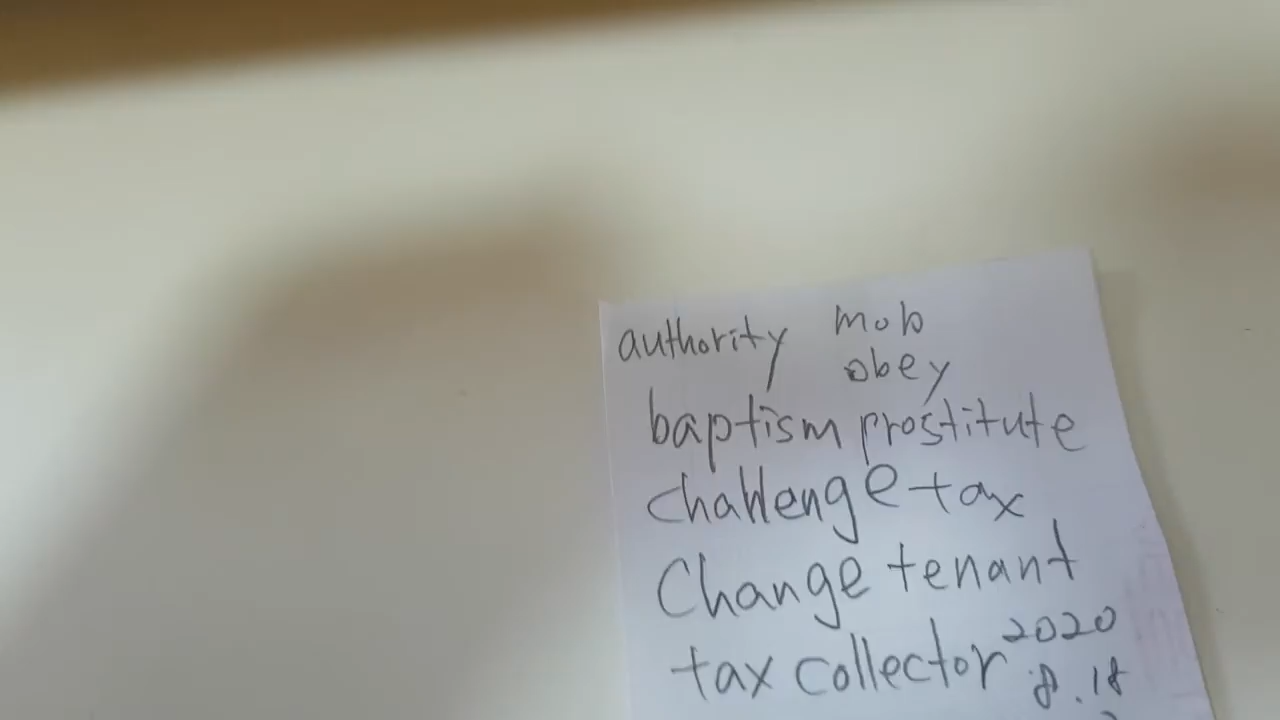 authority mob
obey
baptism prostitute
challenge tax
Change tenant
tax collector 2020
8.18